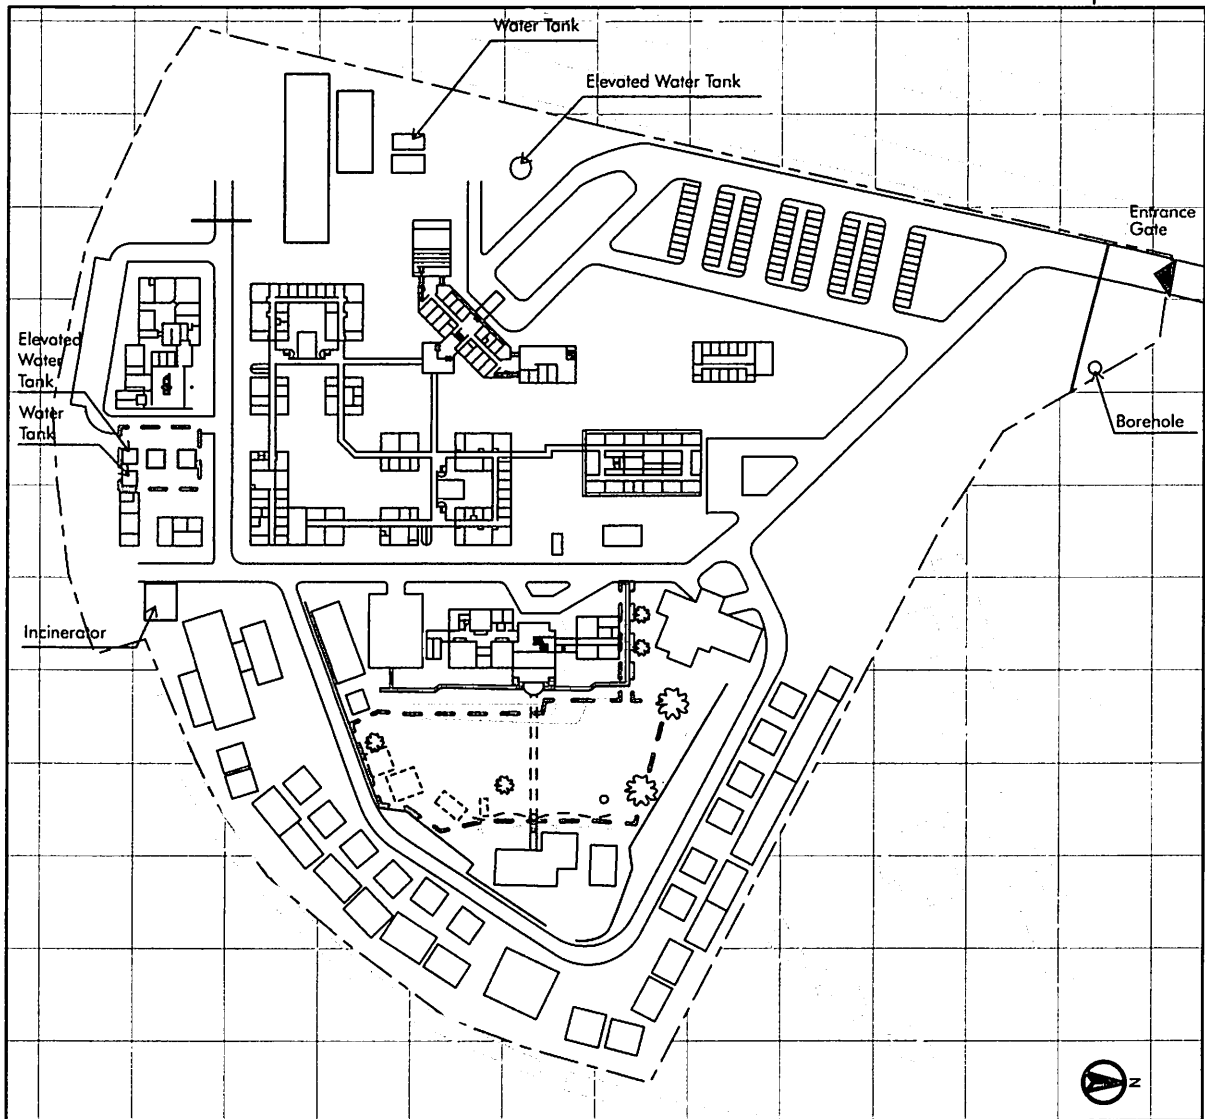 Water Tank
Elevated Water Tank
Entrance
Gate
Elevated
Water
Tank
Water
Tank
Borehole
Incinerator
N